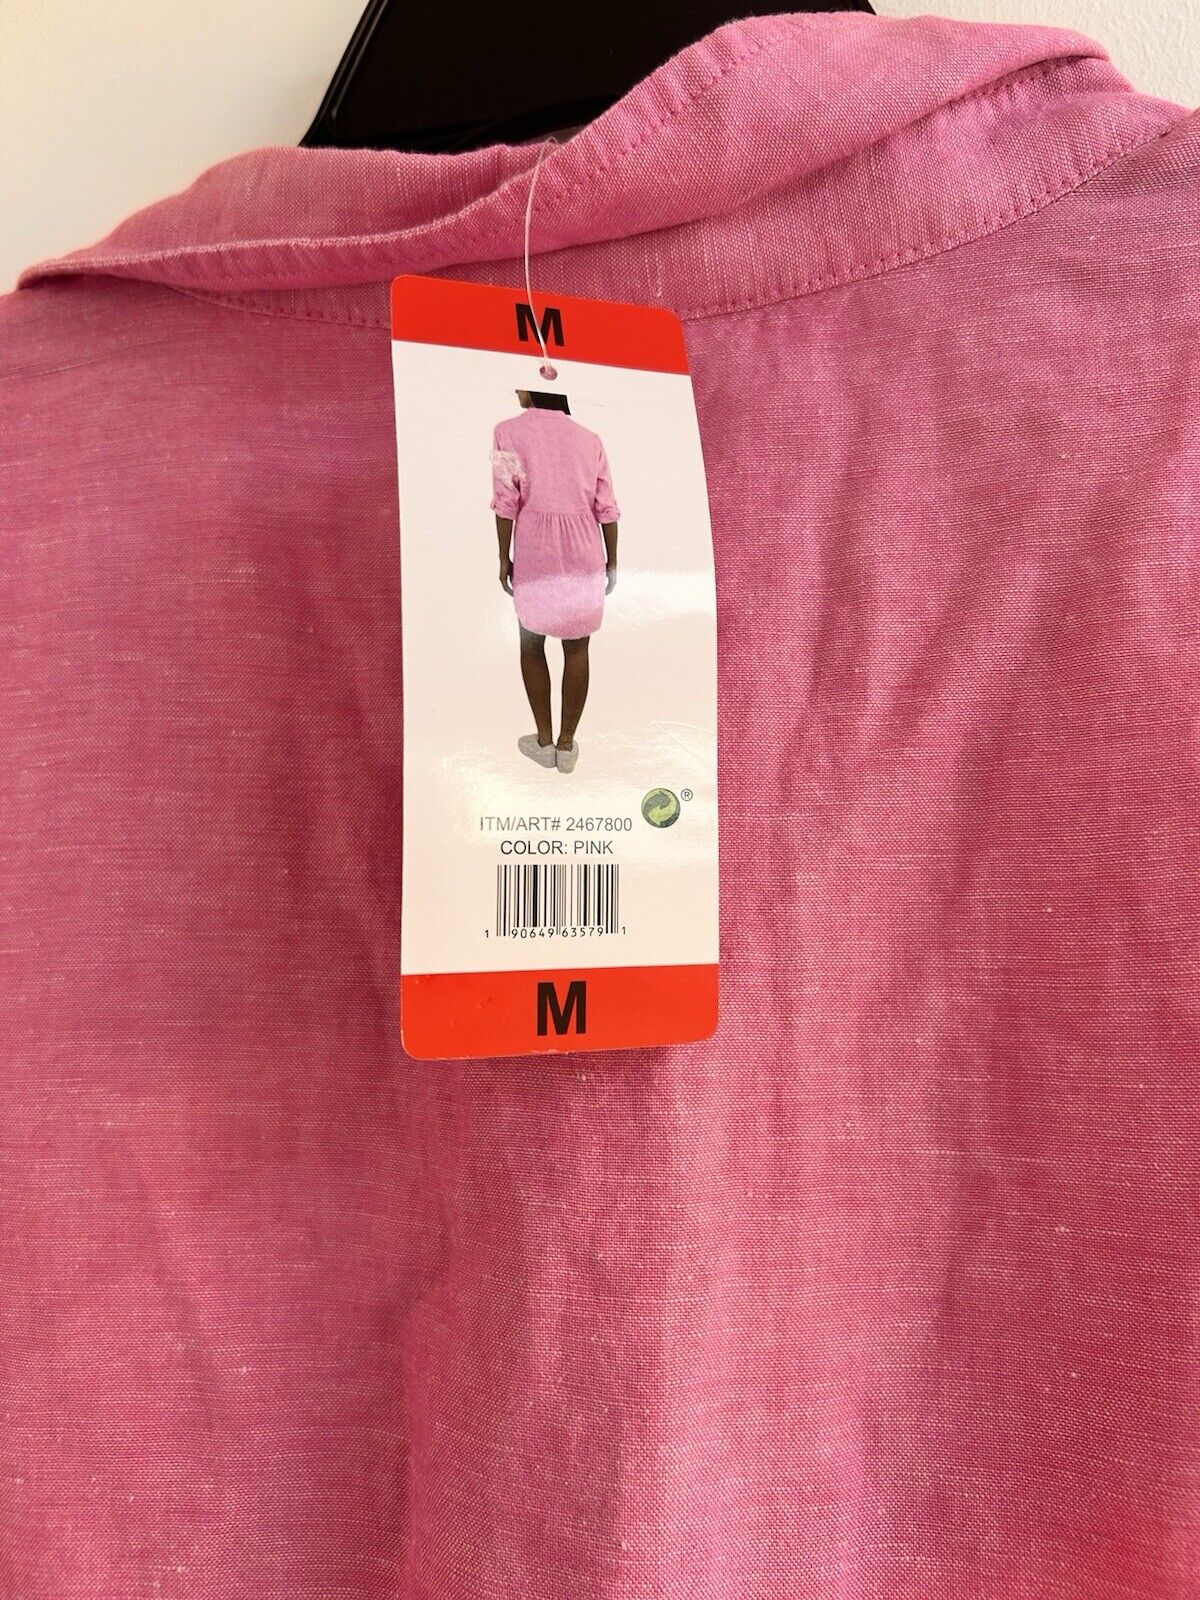 M
ITM/ART# 2467800 ®
COLOR: PINK
1 90649 63579 1
M